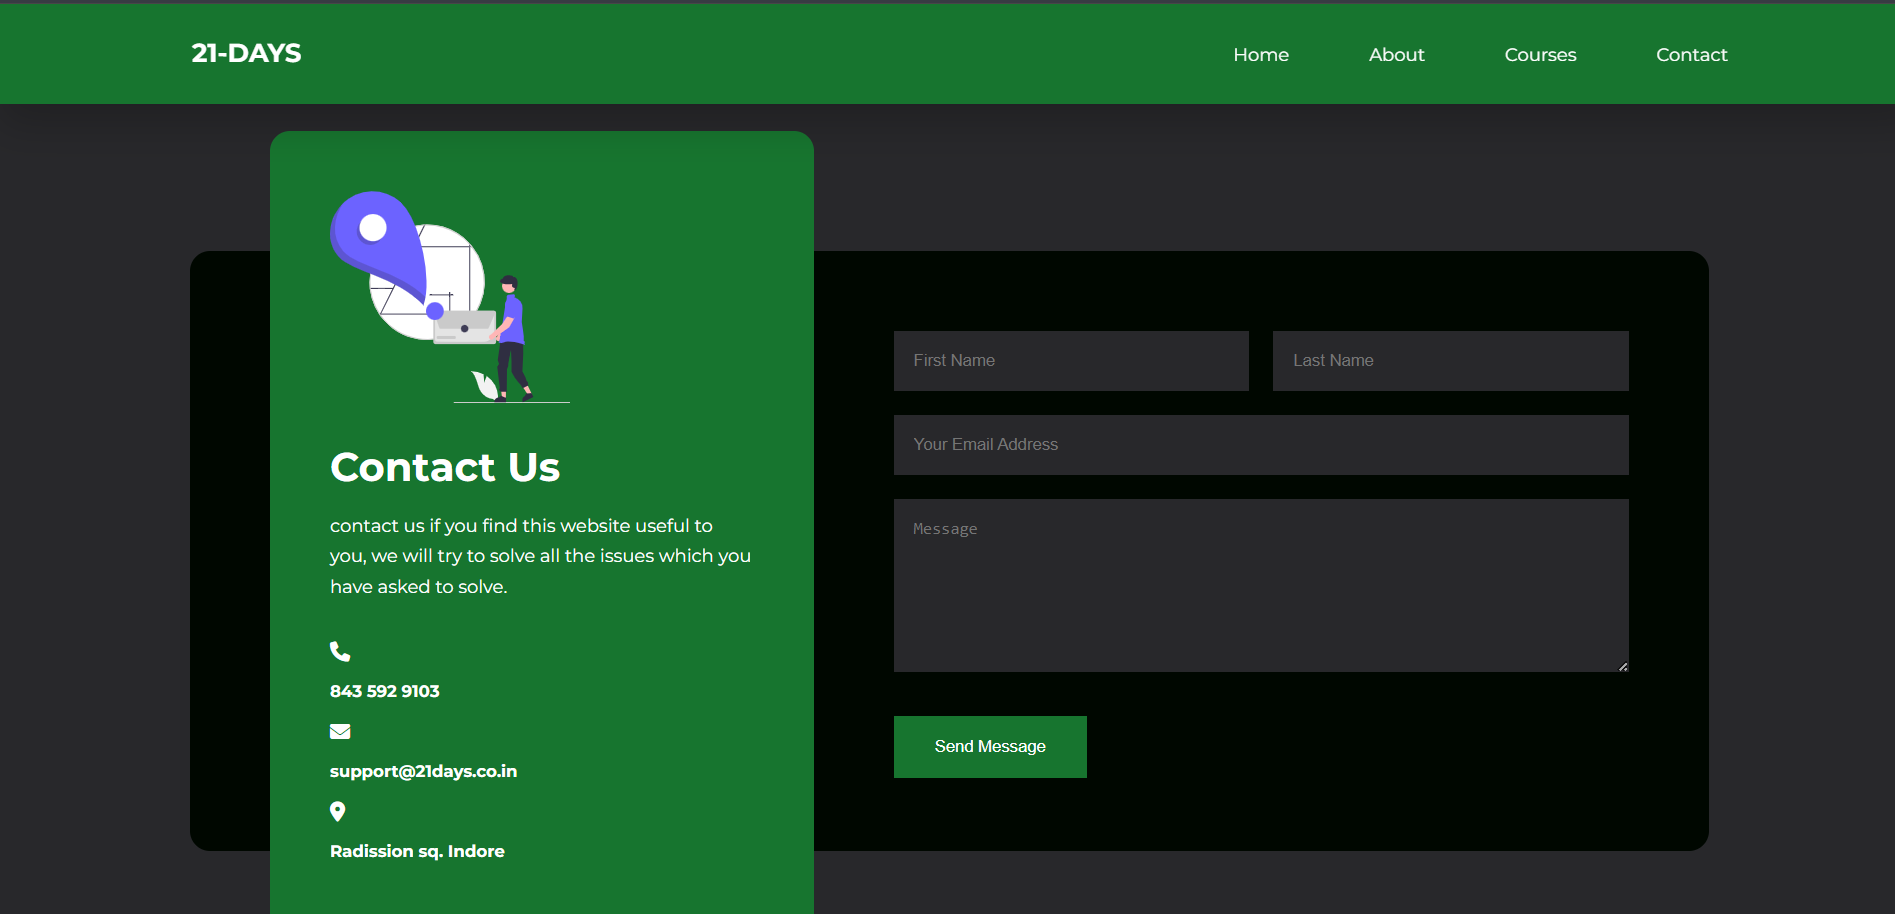 21-DAYS
Home
About
Courses
Contact
Contact Us
contact us if you find this website useful to
you, we will try to solve all the issues which you
have asked to solve.
843 592 9103
support@21days.co.in
Radission sq. Indore
First Name
Last Name
Your Email Address
Message
Send Message